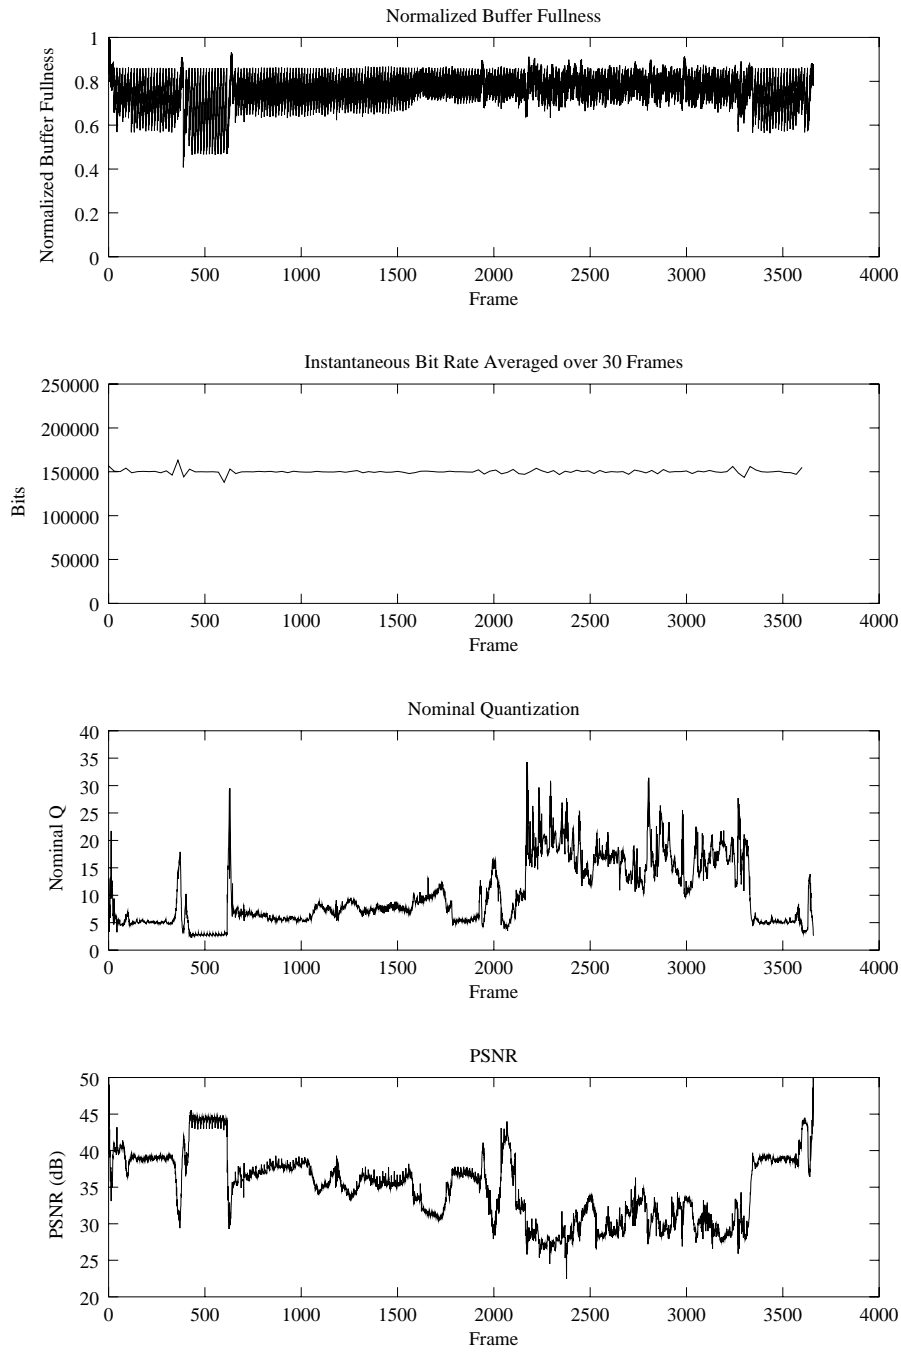 Normalized Buffer Fullness
Normalized Buffer Fullness
1
0.8
0.6
0.4
0.2
0
0 500 1000 1500 2000 2500 3000 3500 4000
Frame
Instantaneous Bit Rate Averaged over 30 Frames
Bits
250000
200000
150000
100000
50000
0
0 500 1000 1500 2000 2500 3000 3500 4000
Frame
Nominal Quantization
Nominal Q
40
35
30
25
20
15
10
5
0
0 500 1000 1500 2000 2500 3000 3500 4000
Frame
PSNR
PSNR (dB)
50
45
40
35
30
25
20
0 500 1000 1500 2000 2500 3000 3500 4000
Frame